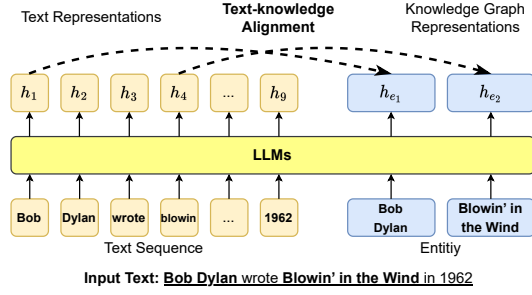 Text Representations
Text-knowledge
Alignment
Knowledge Graph
Representations
h1 h2 h3 h4 ... h9 he1 he2
LLMs
Bob Dylan wrote blowin ... 1962
Bob
Dylan
Blowin' in
the Wind
Text Sequence
Entitiy
Input Text: Bob Dylan wrote Blowin' in the Wind in 1962